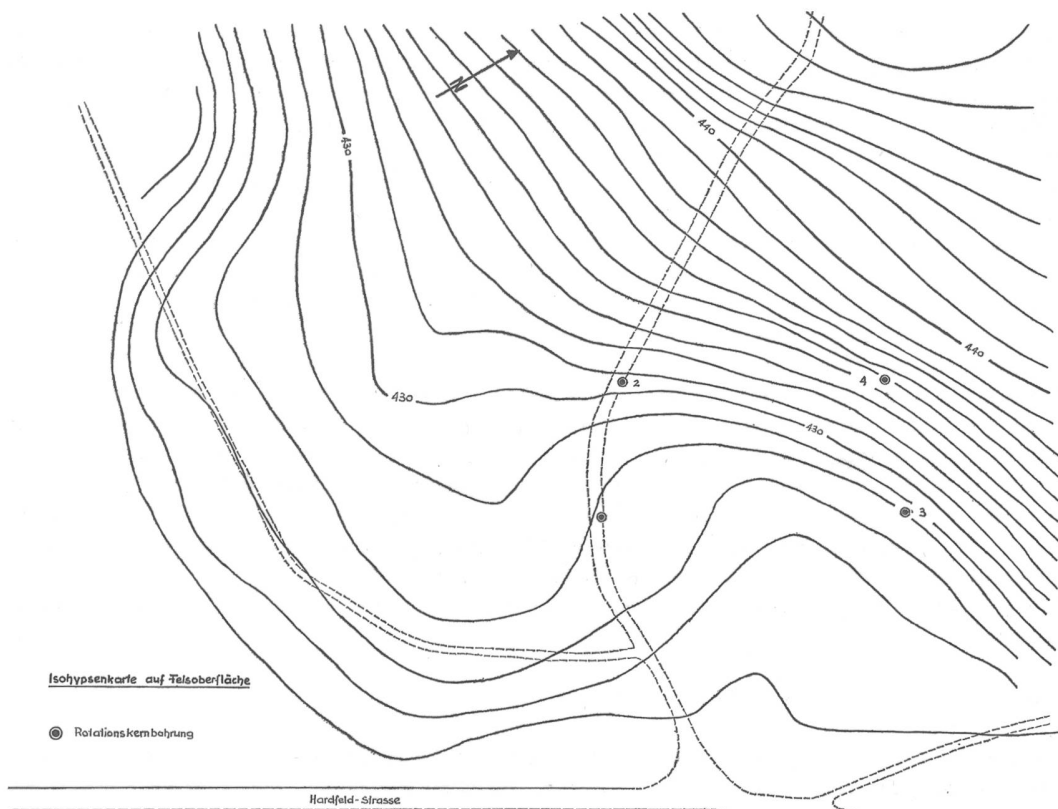 N
440
430
440
2
4
430
430
3
Isohypsenkarte auf Felsoberfläche
Rotationskernbohrung
Hardfeld-Strasse